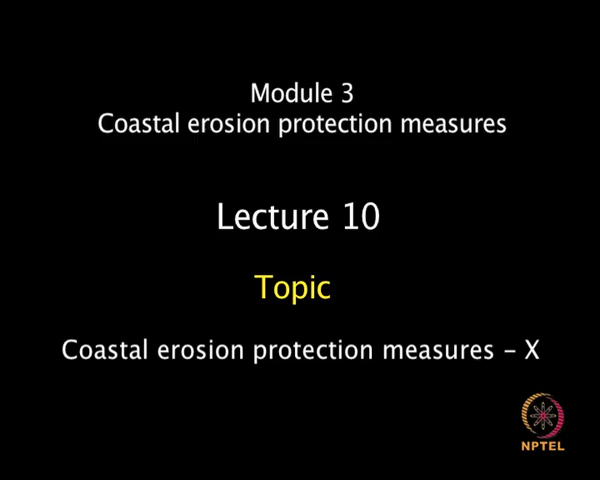 Module 3
Coastal erosion protection measures
Lecture 10
Topic
Coastal erosion protection measures – X
NPTEL